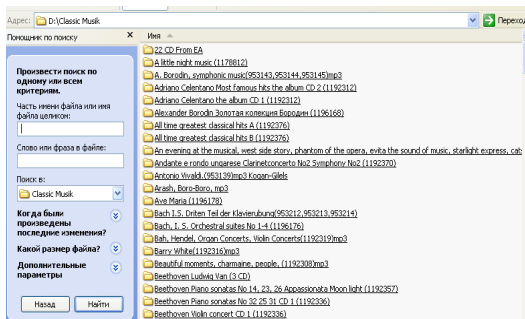 Адрес: D:\Classic Musik Переход
Помощник по поиску
Произвести поиск по
одному или всем
критериям.
Часть имени файла или имя
файла целиком:
Слово или фраза в файле:
Поиск в:
Classic Musik
Когда были
произведены
последние изменения?
Какой размер файла?
Дополнительные
параметры
Назад Найти
Имя
22 CD From EA
A little night music (1178812)
A. Borodin, symphonic music(953143,953144,953145)mp3
Adriano Celentano Most famous hits the album CD 2 (1192312)
Adriano Celentano the album CD 1 (1192312)
Alexander Borodin Золотая колекция Бородин (1196168)
All time greatest classical hits A (1192376)
All time greatest classical hits B (1192376)
An evening at the musical, west side story, phantom of the opera, evita the sound of music, starlight express, cats
Andante e rondo ungarese Clarinetconcerto No2 Symphony No2 (1192370)
Antonio Vivaldi.(953139)mp3 Kogan-Gilels
Arash, Boro-Boro, mp3
Ave Maria (1196178)
Bach I.S. Driten Teil der Klavierubung(953212,953213,953214)
Bach, I. S. Orchestral suites No 1-4 (1196176)
Bah, Hendel, Organ Concerts, Violin Concerts(1192319)mp3
Barry White(1192316)mp3
Beautiful moments, charmaine, people, (1192308)mp3
Beethoven Ludwig Van (3 CD)
Beethoven Piano sonatas No 14, 23, 26 Appassionata Moon light (1192357)
Beethoven Piano sonatas No 32 25 31 CD 1 (1192336)
Beethoven Violin concert CD 1 (1192336)